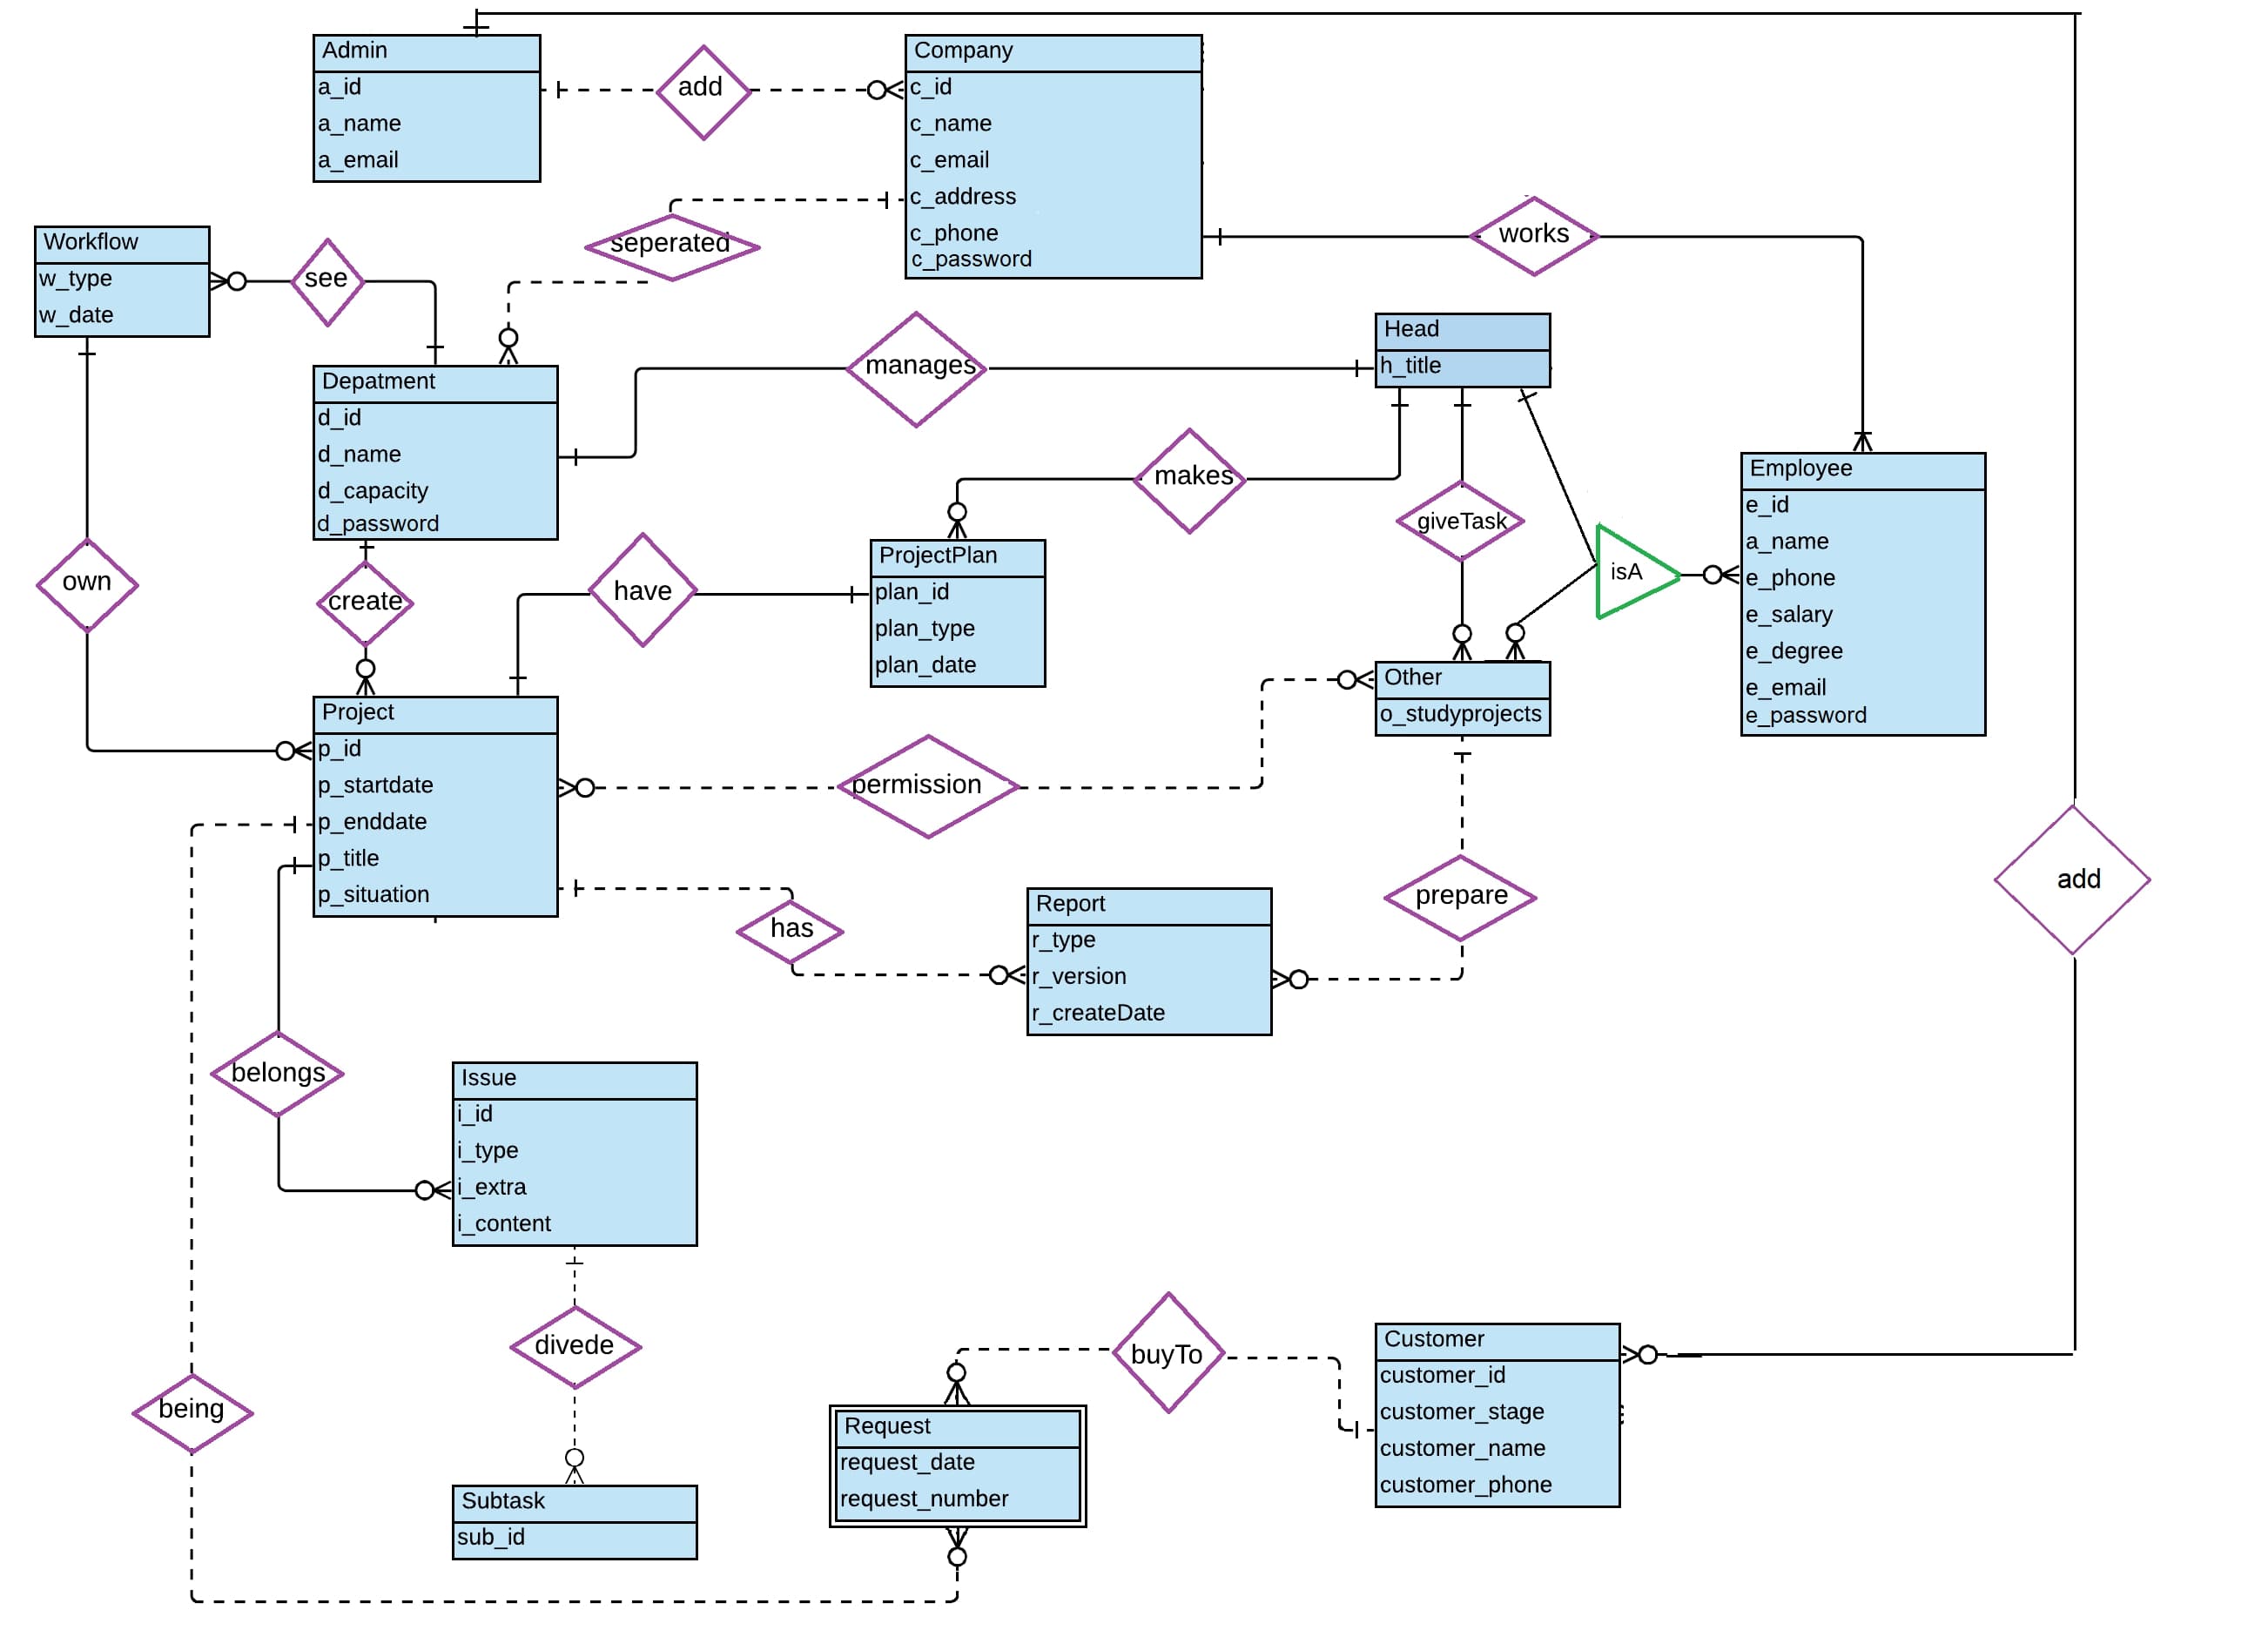 Admin
a_id
a_name
a_email
add
Company
c_id
c_name
c_email
c_address
c_phone
c_password
seperated
works
Workflow
w_type
w_date
see
Depatment
d_id
d_name
d_capacity
d_password
manages
Head
h_title
makes
giveTask
isA
Employee
e_id
a_name
e_phone
e_salary
e_degree
e_email
e_password
own
create
have
ProjectPlan
plan_id
plan_type
plan_date
Other
o_studyprojects
Project
p_id
p_startdate
p_enddate
p_title
p_situation
permission
prepare
add
has
Report
r_type
r_version
r_createDate
belongs
Issue
i_id
i_type
i_extra
i_content
divede
being
buyTo
Customer
customer_id
customer_stage
customer_name
customer_phone
Request
request_date
request_number
Subtask
sub_id